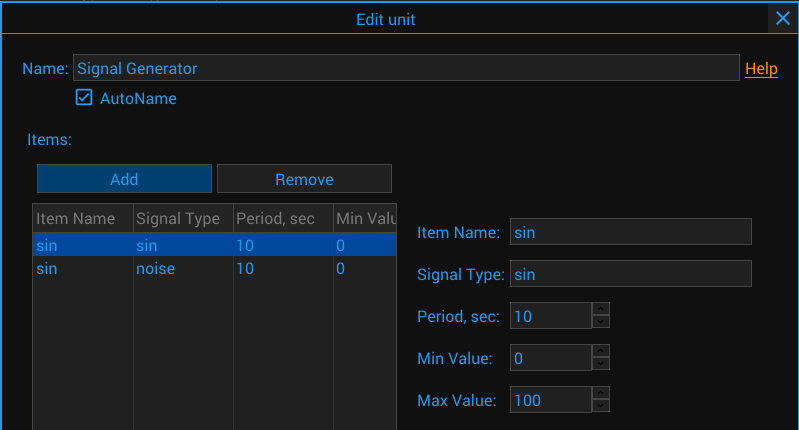 Edit unit
Name: Signal Generator Help
AutoName
Items:
Add Remove
Item Name Signal Type Period, sec Min Valu
sin sin 10 0
sin noise 10 0
Item Name: sin
Signal Type: sin
Period, sec: 10
Min Value: 0
Max Value: 100